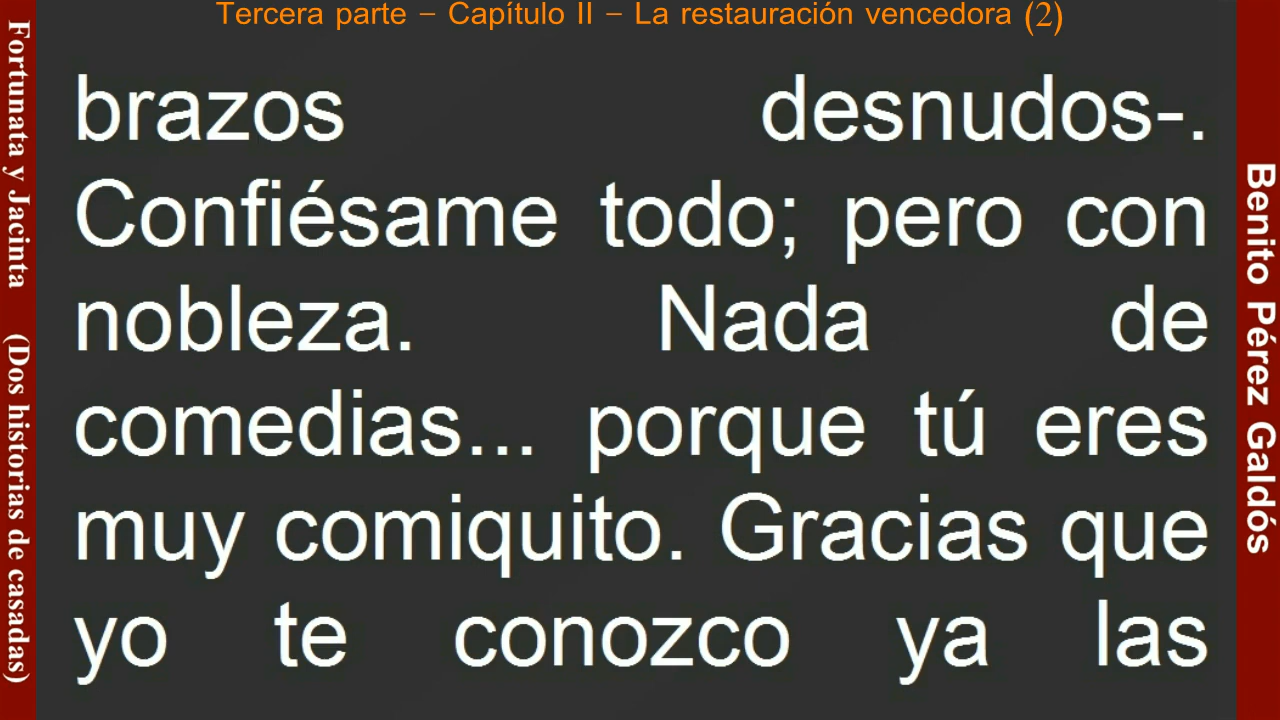 Tercera parte – Capítulo II – La restauración vencedora (2)
Fortunata y Jacinta (Dos historias de casadas)
brazos desnudos-.
Confiésame todo; pero con
nobleza. Nada de
comedias... porque tú eres
muy comiquito. Gracias que
yo te conozco ya las
Benito Pérez Galdós